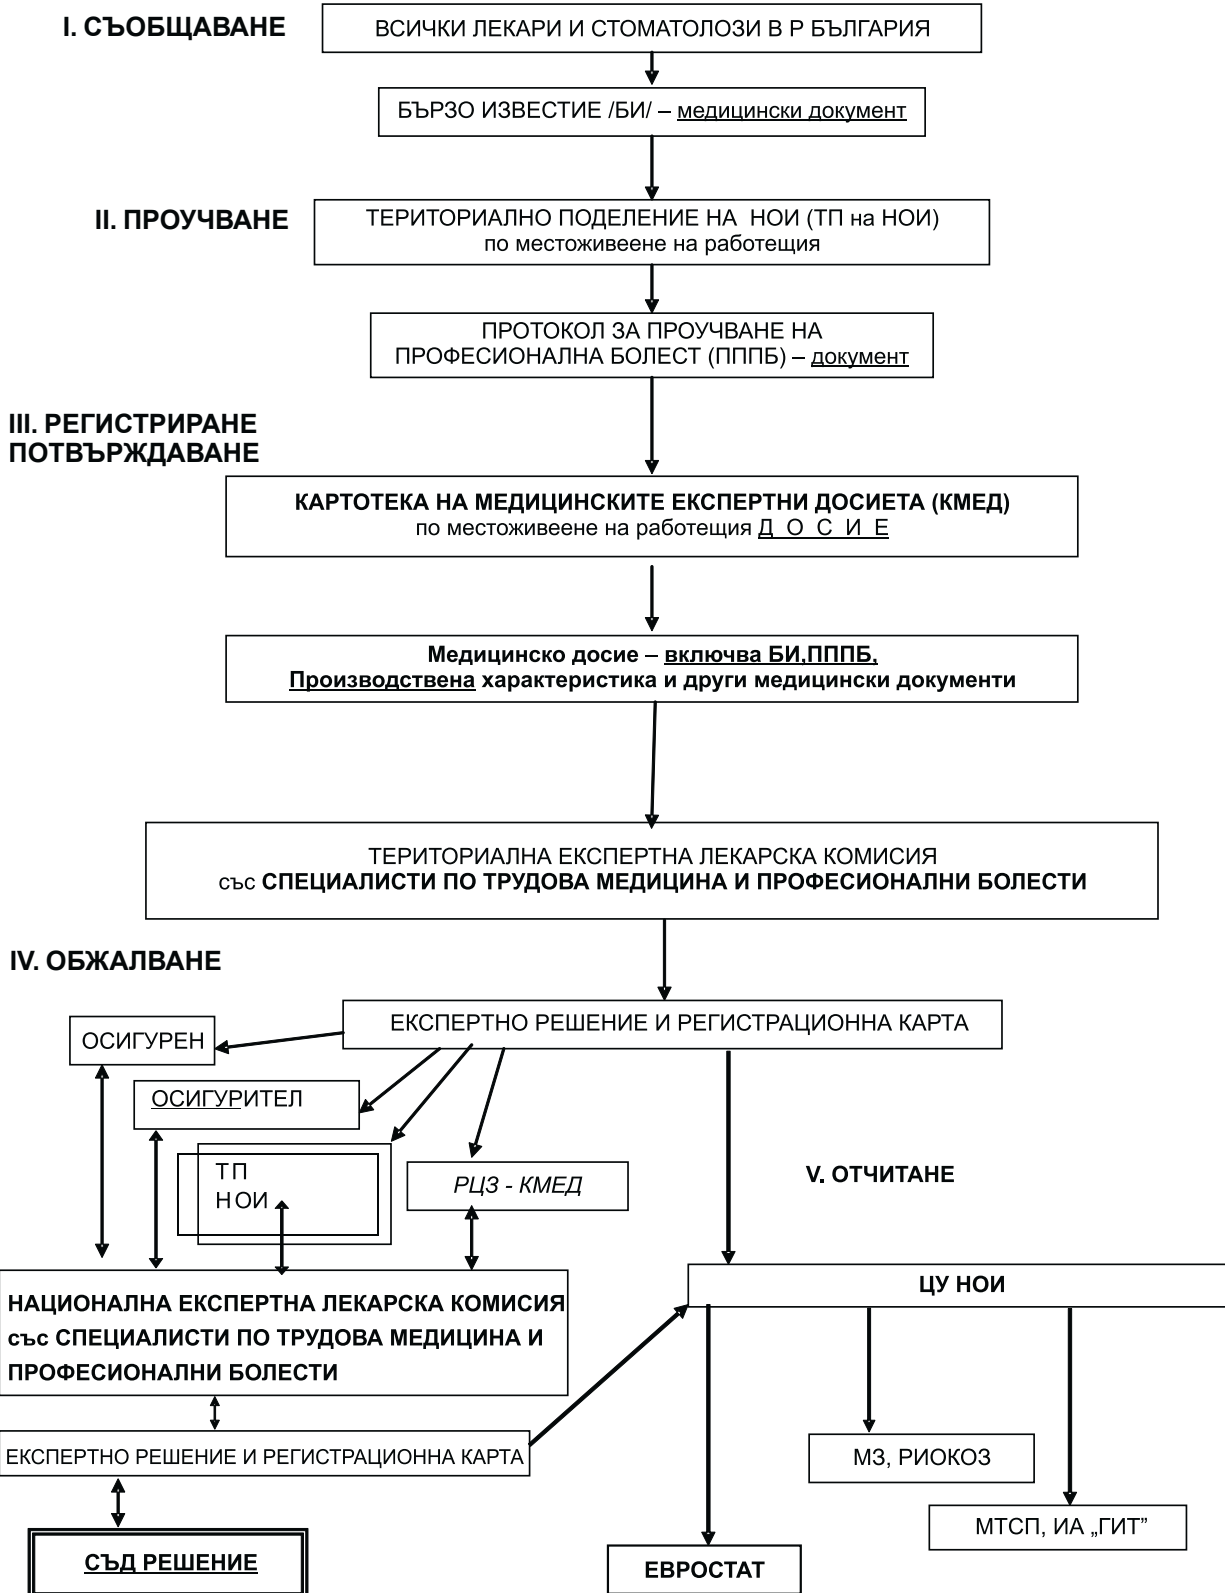 I. СЪОБЩАВАНЕ
ВСИЧКИ ЛЕКАРИ И СТОМАТОЛОЗИ В Р БЪЛГАРИЯ
БЪРЗО ИЗВЕСТИЕ /БИ/ – медицински документ
II. ПРОУЧВАНЕ
ТЕРИТОРИАЛНО ПОДЕЛЕНИЕ НА НОИ (ТП на НОИ)
по местоживеене на работещия
ПРОТОКОЛ ЗА ПРОУЧВАНЕ НА
ПРОФЕСИОНАЛНА БОЛЕСТ (ПППБ) – документ
III. РЕГИСТРИРАНЕ
ПОТВЪРЖДАВАНЕ
КАРТОТЕКА НА МЕДИЦИНСКИТЕ ЕКСПЕРТНИ ДОСИЕТА (КМЕД)
по местоживеене на работещия Д О С И Е
Медицинско досие – включва БИ,ПППБ,
Производствена характеристика и други медицински документи
ТЕРИТОРИАЛНА ЕКСПЕРТНА ЛЕКАРСКА КОМИСИЯ
със СПЕЦИАЛИСТИ ПО ТРУДОВА МЕДИЦИНА И ПРОФЕСИОНАЛНИ БОЛЕСТИ
IV. ОБЖАЛВАНЕ
ЕКСПЕРТНО РЕШЕНИЕ И РЕГИСТРАЦИОННА КАРТА
ОСИГУРЕН
ОСИГУРИТЕЛ
ТП
НОИ
РЦЗ - КМЕД
V. ОТЧИТАНЕ
НАЦИОНАЛНА ЕКСПЕРТНА ЛЕКАРСКА КОМИСИЯ
със СПЕЦИАЛИСТИ ПО ТРУДОВА МЕДИЦИНА И
ПРОФЕСИОНАЛНИ БОЛЕСТИ
ЦУ НОИ
ЕКСПЕРТНО РЕШЕНИЕ И РЕГИСТРАЦИОННА КАРТА
МЗ, РИОКОЗ
МТСП, ИА „ГИТ”
СЪД РЕШЕНИЕ
ЕВРОСТАТ